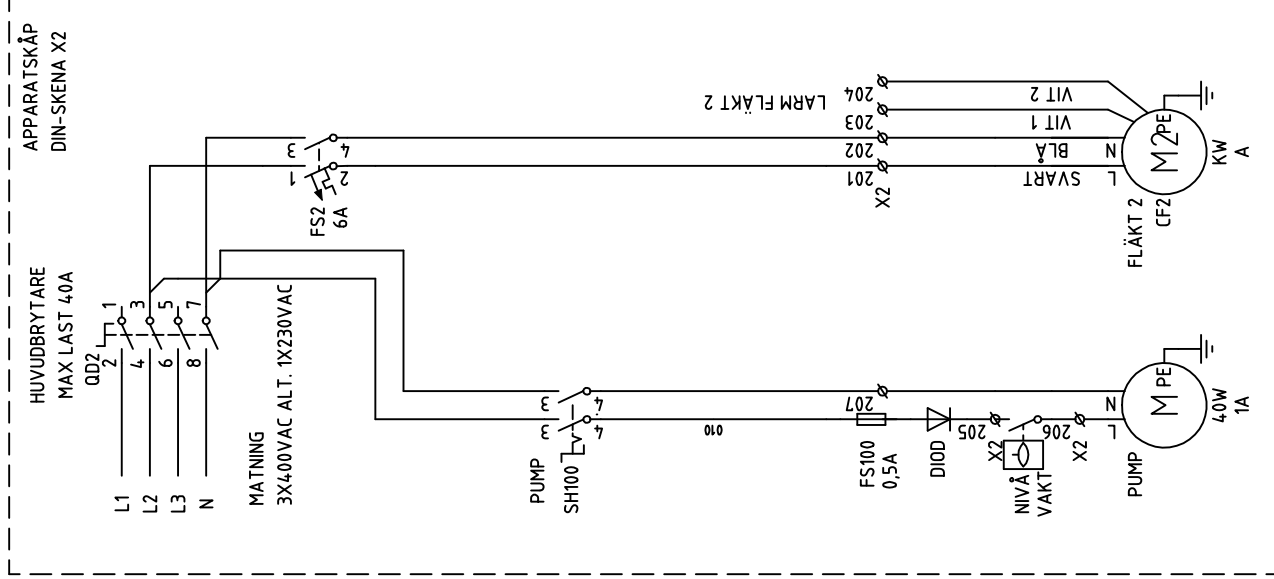 APPARATSKÅP
DIN-SKENA X2
HUVUDBRYTARE
MAX LAST 40A
QD2
2 1
4 3
6 5
8 7
L1
L2
L3
N
MATNING
3X400VAC ALT. 1X230VAC
FS2
6A
1 2
3 4
LARM FLÄKT 2
201
202
203
204
X2
SVART
BLÅ
VIT 1
VIT 2
L
N
M2
PE
FLÄKT 2
CF2
KW
A
PUMP
SH100
3 4
3 4
010
FS100
0,5A
207
DIOD
205
X2
NIVÅ
VAKT
206
X2
L
N
M
PE
PUMP
40W
1A